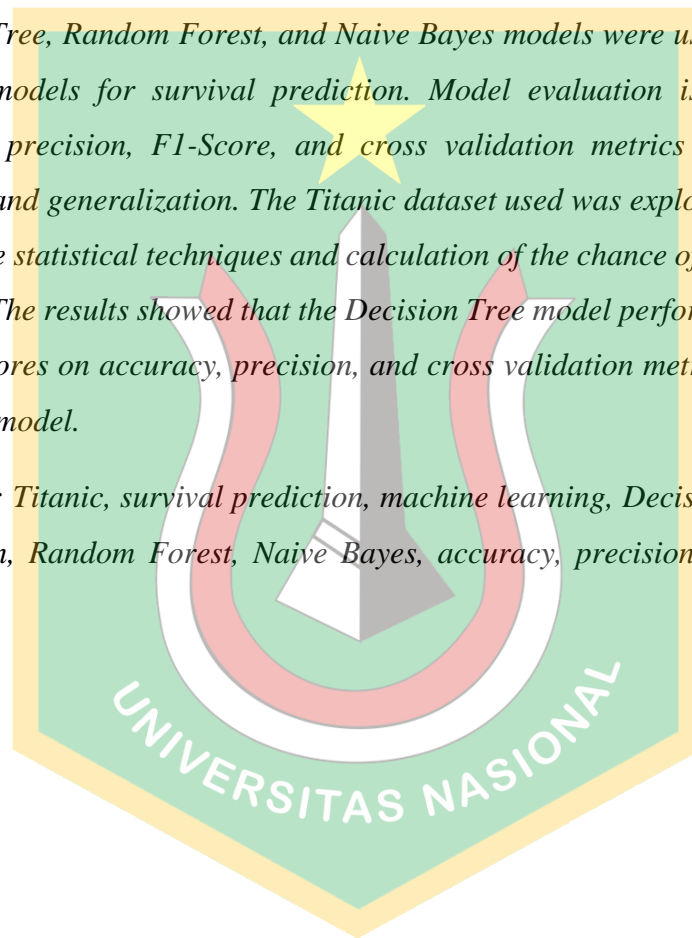 Tree, Random Forest, and Naive Bayes models were us
models for survival prediction. Model evaluation is
precision, F1-Score, and cross validation metrics
and generalization. The Titanic dataset used was explo
e statistical techniques and calculation of the chance of
The results showed that the Decision Tree model perfor
ores on accuracy, precision, and cross validation metr
model.
: Titanic, survival prediction, machine learning, Decis
n, Random Forest, Naive Bayes, accuracy, precision
UNIVERSITAS NASIONAL